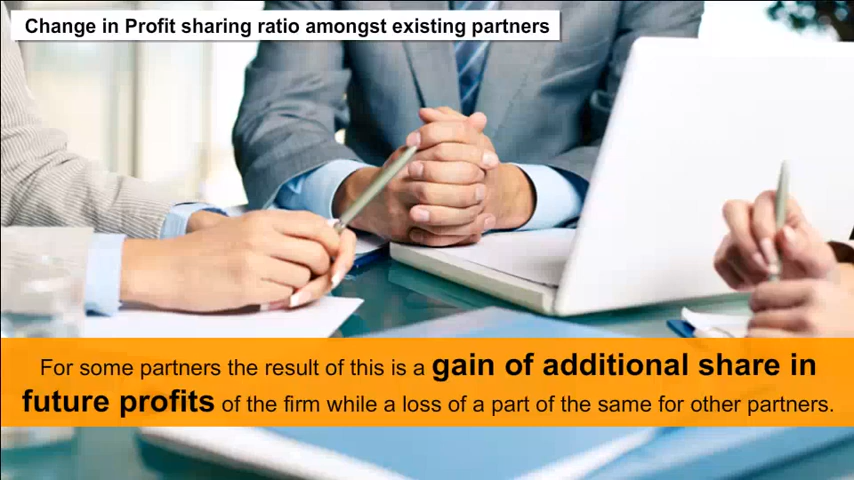 Change in Profit sharing ratio amongst existing partners
For some partners the result of this is a gain of additional share in
future profits of the firm while a loss of a part of the same for other partners.